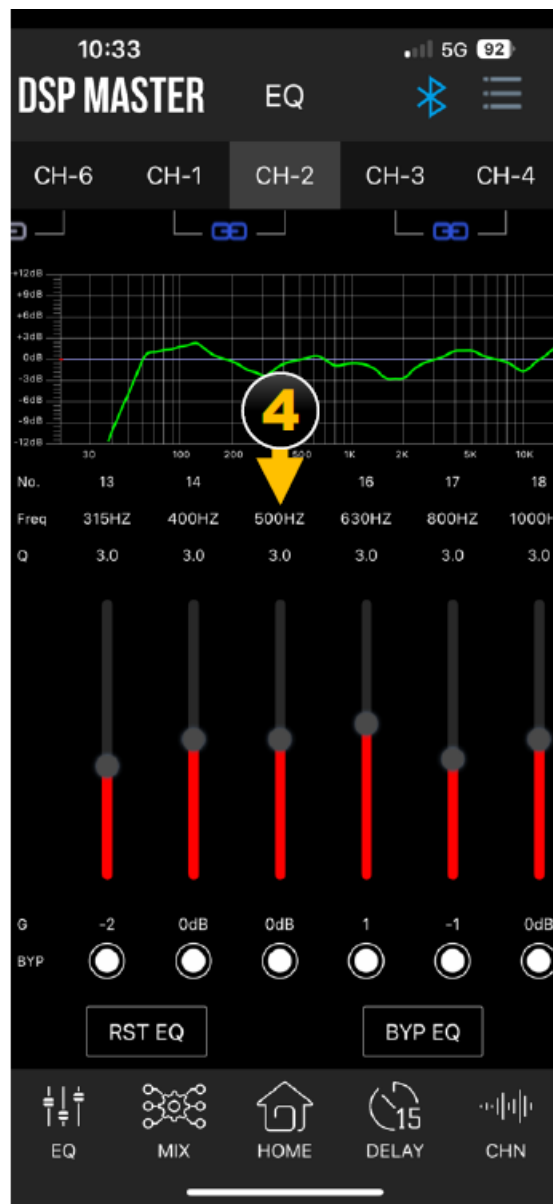 10:33 5G 92
DSP MASTER EQ
CH-6 CH-1 CH-2 CH-3 CH-4
+12dB
+9dB
+6dB
+3dB
0dB
-3dB
-6dB
-9dB
-12dB
30 100 200 500 1K 2K 5K 10K
4
No. 13 14 16 17 18
Freq 315HZ 400HZ 500HZ 630HZ 800HZ 1000H
Q 3.0 3.0 3.0 3.0 3.0 3.0
G -2 0dB 0dB 1 -1 0dB
BYP
RST EQ BYP EQ
15
EQ MIX HOME DELAY CHN